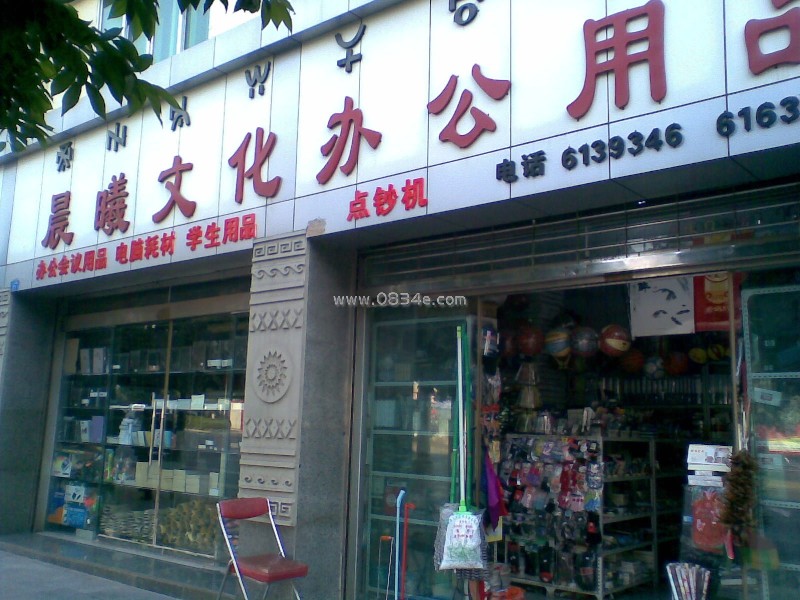 晨曦文化办公用品
办公会议用品 电脑耗材 学生用品
点钞机
电话 6139346 6163
www.0834e.com